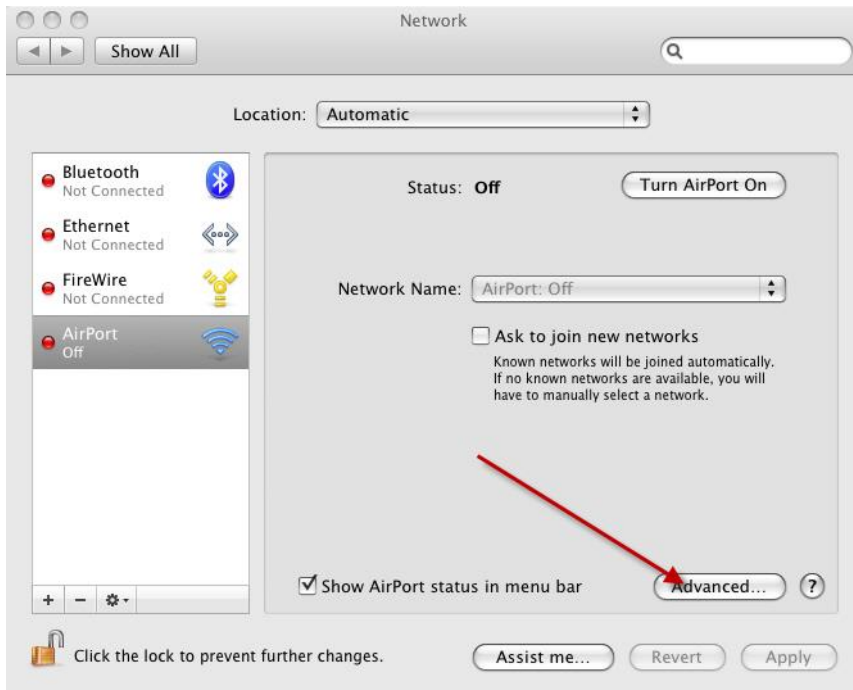 Network
Show All
Location: Automatic
Bluetooth
Not Connected
Ethernet
Not Connected
FireWire
Not Connected
AirPort
Off
Status: Off
Turn AirPort On
Network Name: AirPort: Off
Ask to join new networks
Known networks will be joined automatically.
If no known networks are available, you will
have to manually select a network.
Show AirPort status in menu bar
Advanced...
?
Click the lock to prevent further changes.
Assist me...
Revert
Apply